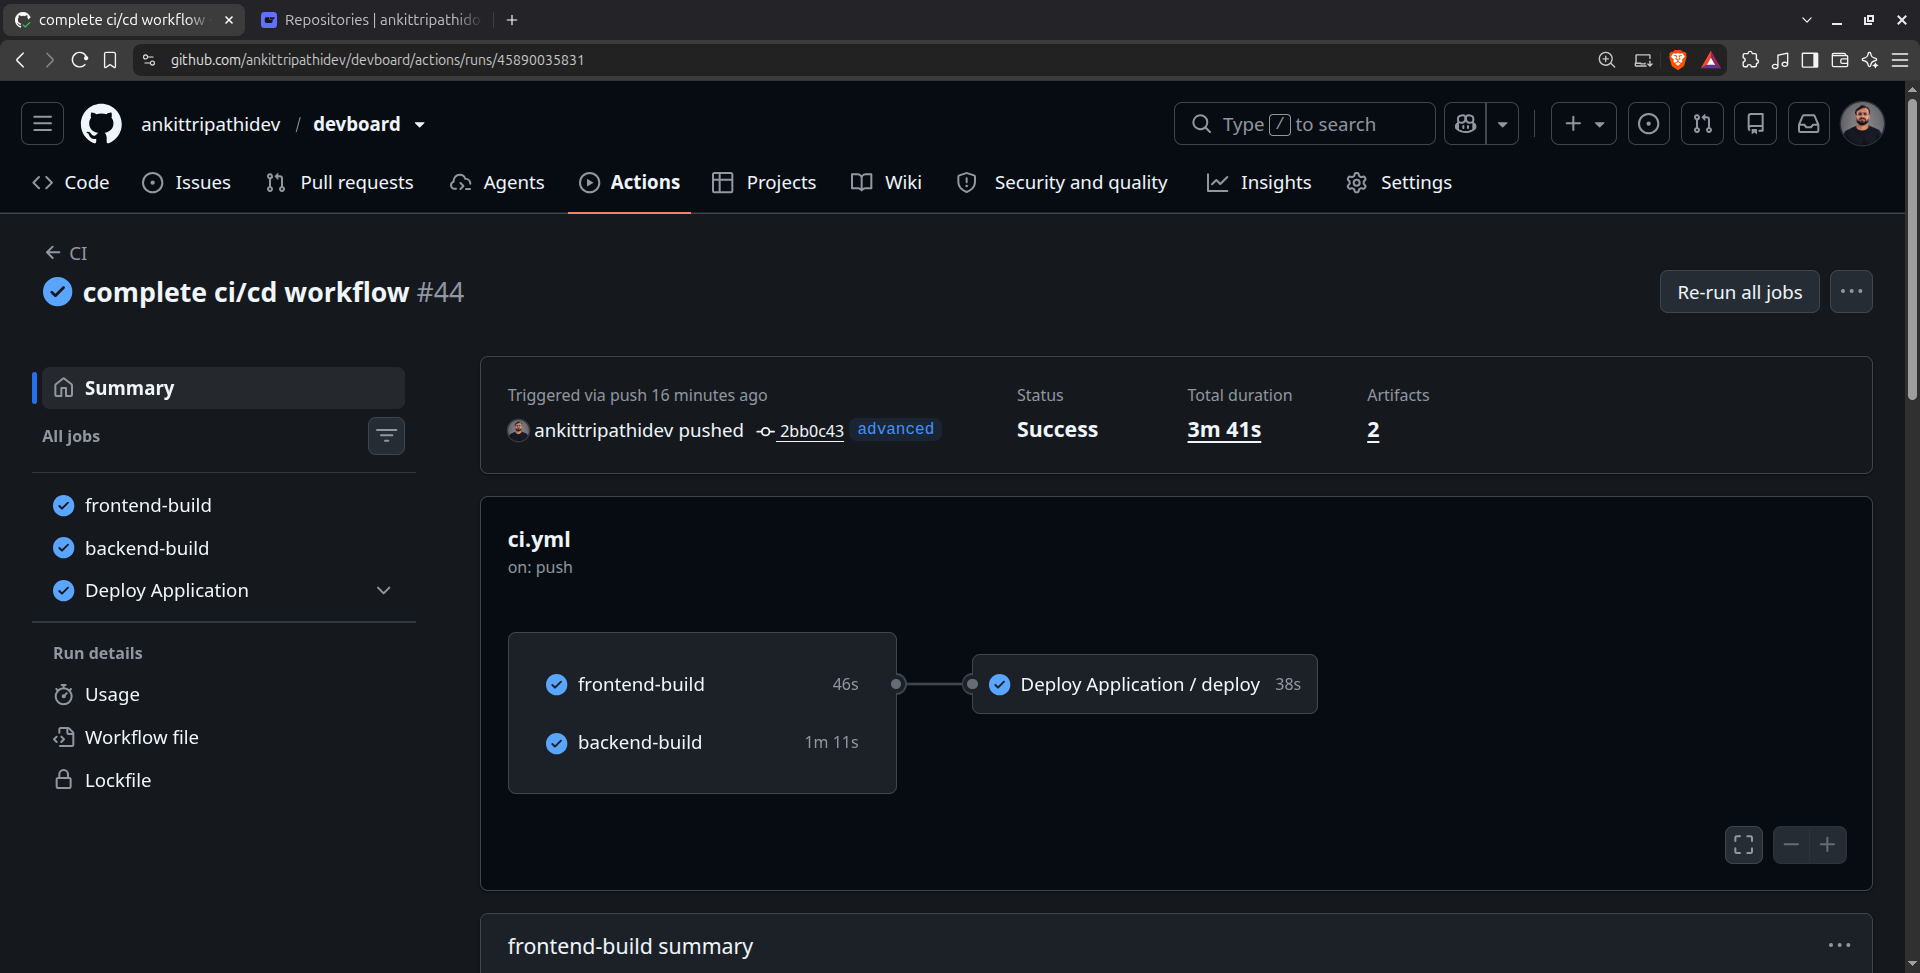 complete ci/cd workflow
Repositories | ankittripathido
github.com/ankittripathidev/devboard/actions/runs/45890035831
ankittripathidev / devboard
Type / to search
Code
Issues
Pull requests
Agents
Actions
Projects
Wiki
Security and quality
Insights
Settings
CI
complete ci/cd workflow #44
Re-run all jobs
Summary
All jobs
frontend-build
backend-build
Deploy Application
Run details
Usage
Workflow file
Lockfile
Triggered via push 16 minutes ago
ankittripathidev pushed 2bb0c43 advanced
Status
Success
Total duration
3m 41s
Artifacts
2
ci.yml
on: push
frontend-build 46s
backend-build 1m 11s
Deploy Application / deploy 38s
frontend-build summary